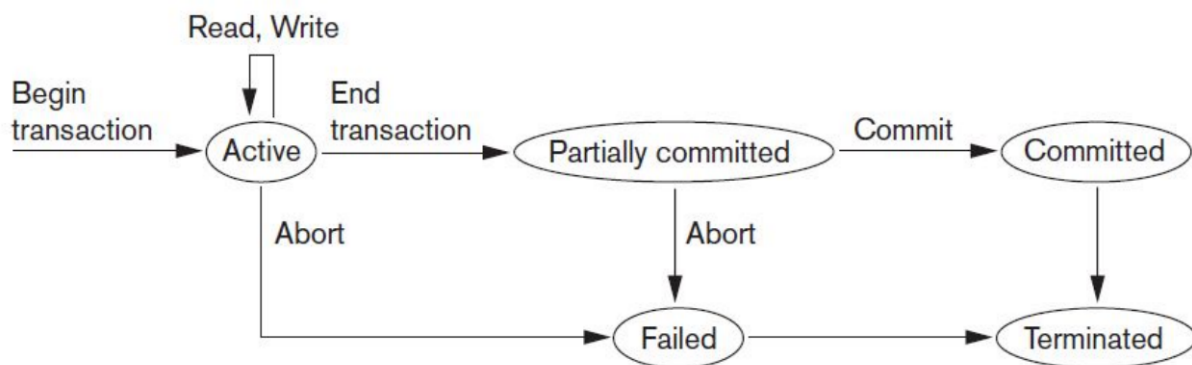 Read, Write
Begin
transaction
End
transaction
Active
Partially committed
Commit
Committed
Abort
Abort
Failed
Terminated